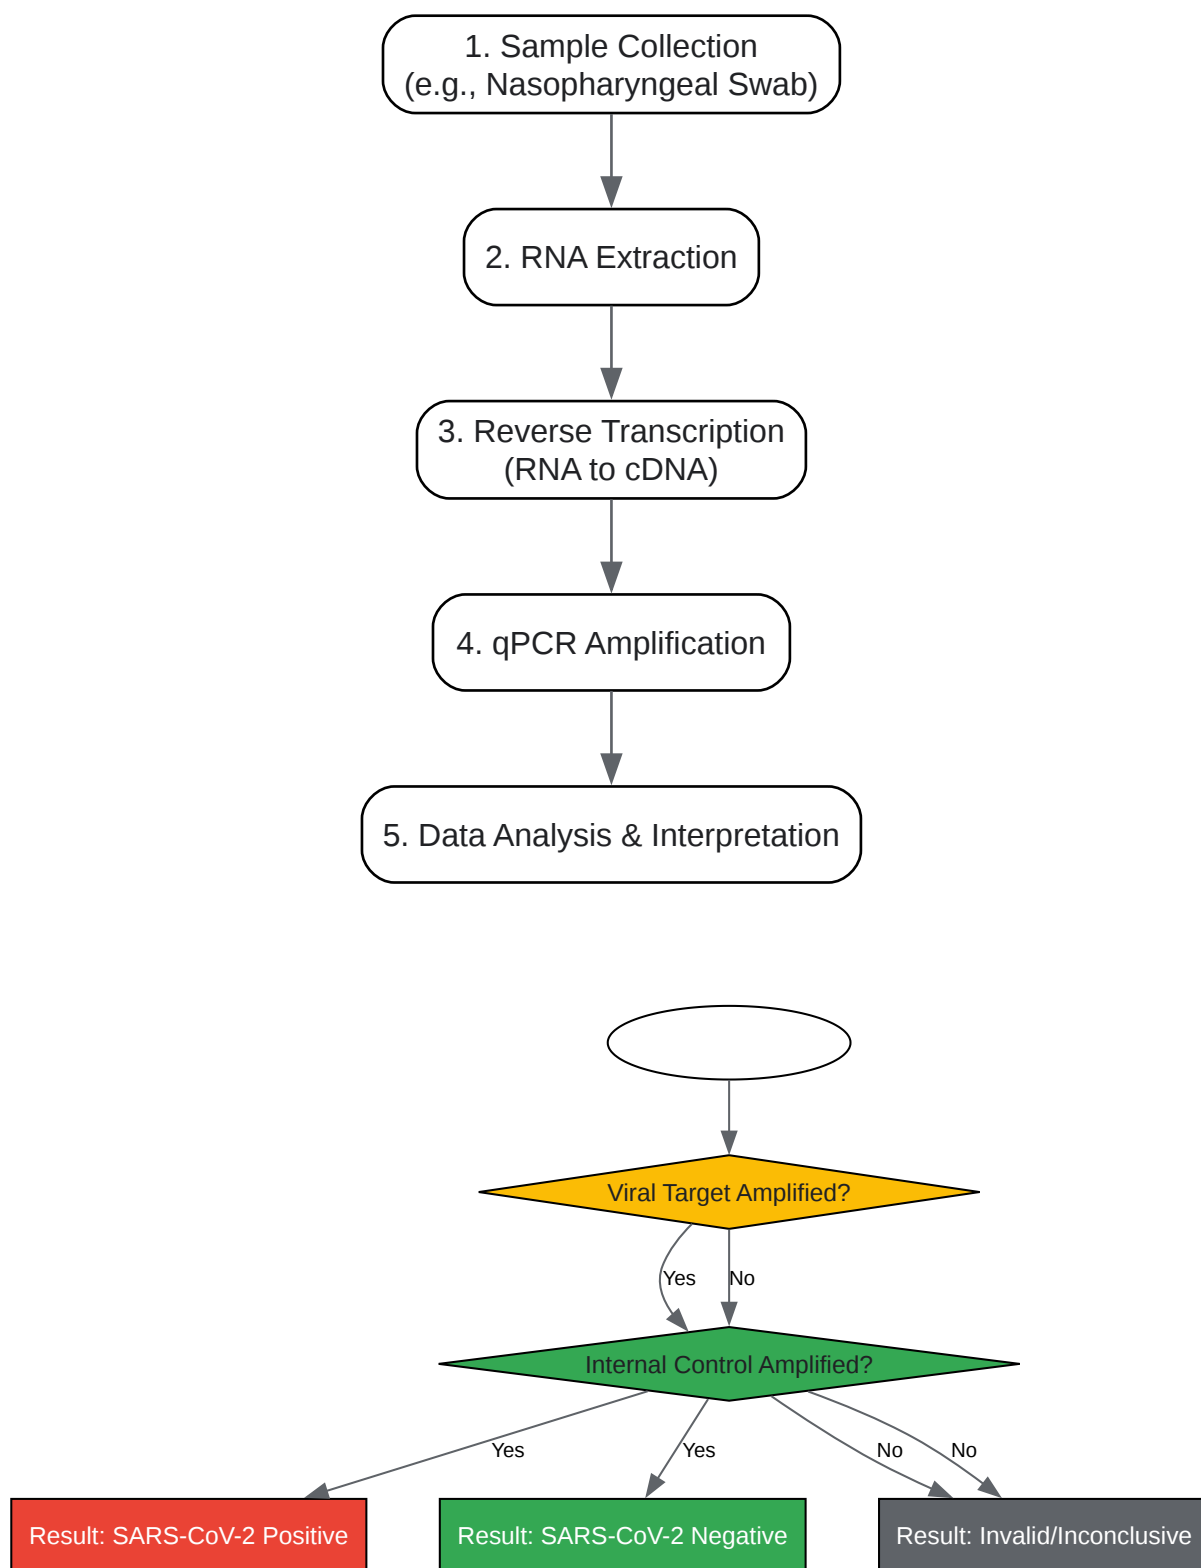 1. Sample Collection
(e.g., Nasopharyngeal Swab)
2. RNA Extraction
3. Reverse Transcription
(RNA to cDNA)
4. qPCR Amplification
5. Data Analysis & Interpretation
Viral Target Amplified?
Yes
No
Internal Control Amplified?
Yes
Yes
No
No
Result: SARS-CoV-2 Positive
Result: SARS-CoV-2 Negative
Result: Invalid/Inconclusive